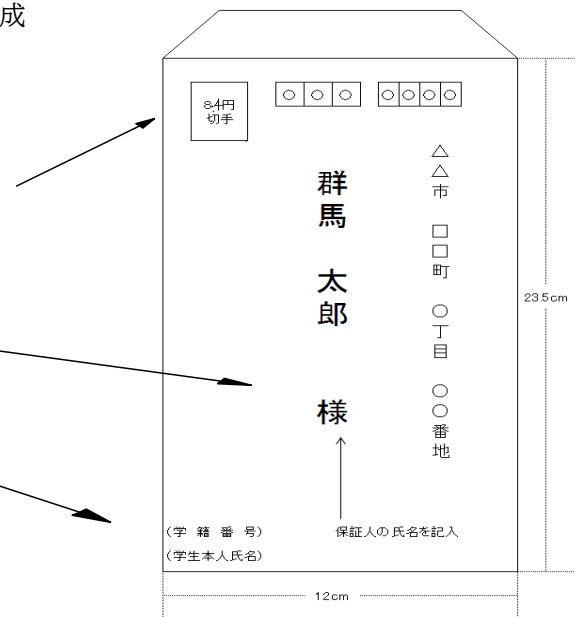 成
84円
切手
○○○ ○○○○
△△市 □□町 ○丁目 ○○番地
群馬 太郎 様
23.5cm
(学 籍 番 号)
(学生本人氏名)
保証人の氏名を記入
12cm